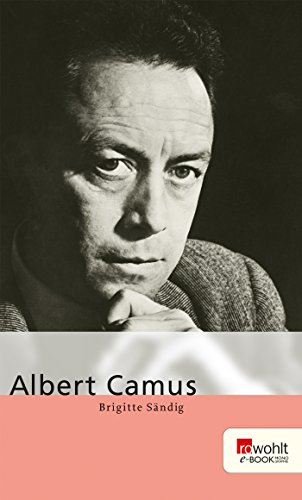 Albert Camus
Brigitte Sändig
rowohlt
e-BOOK